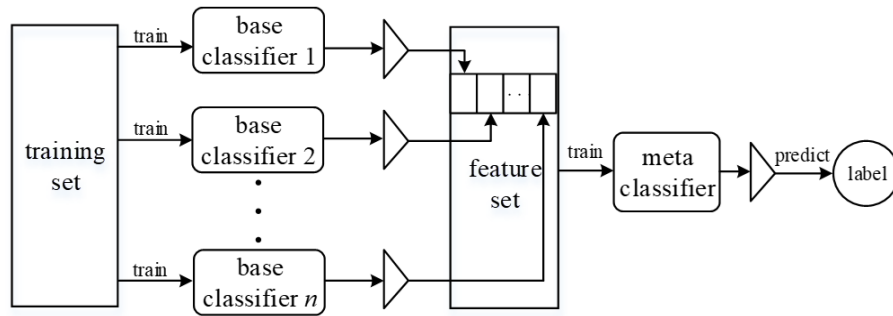 training
set
train
base
classifier 1
train
base
classifier 2
train
base
classifier n
. . .
feature
set
train
meta
classifier
predict
label